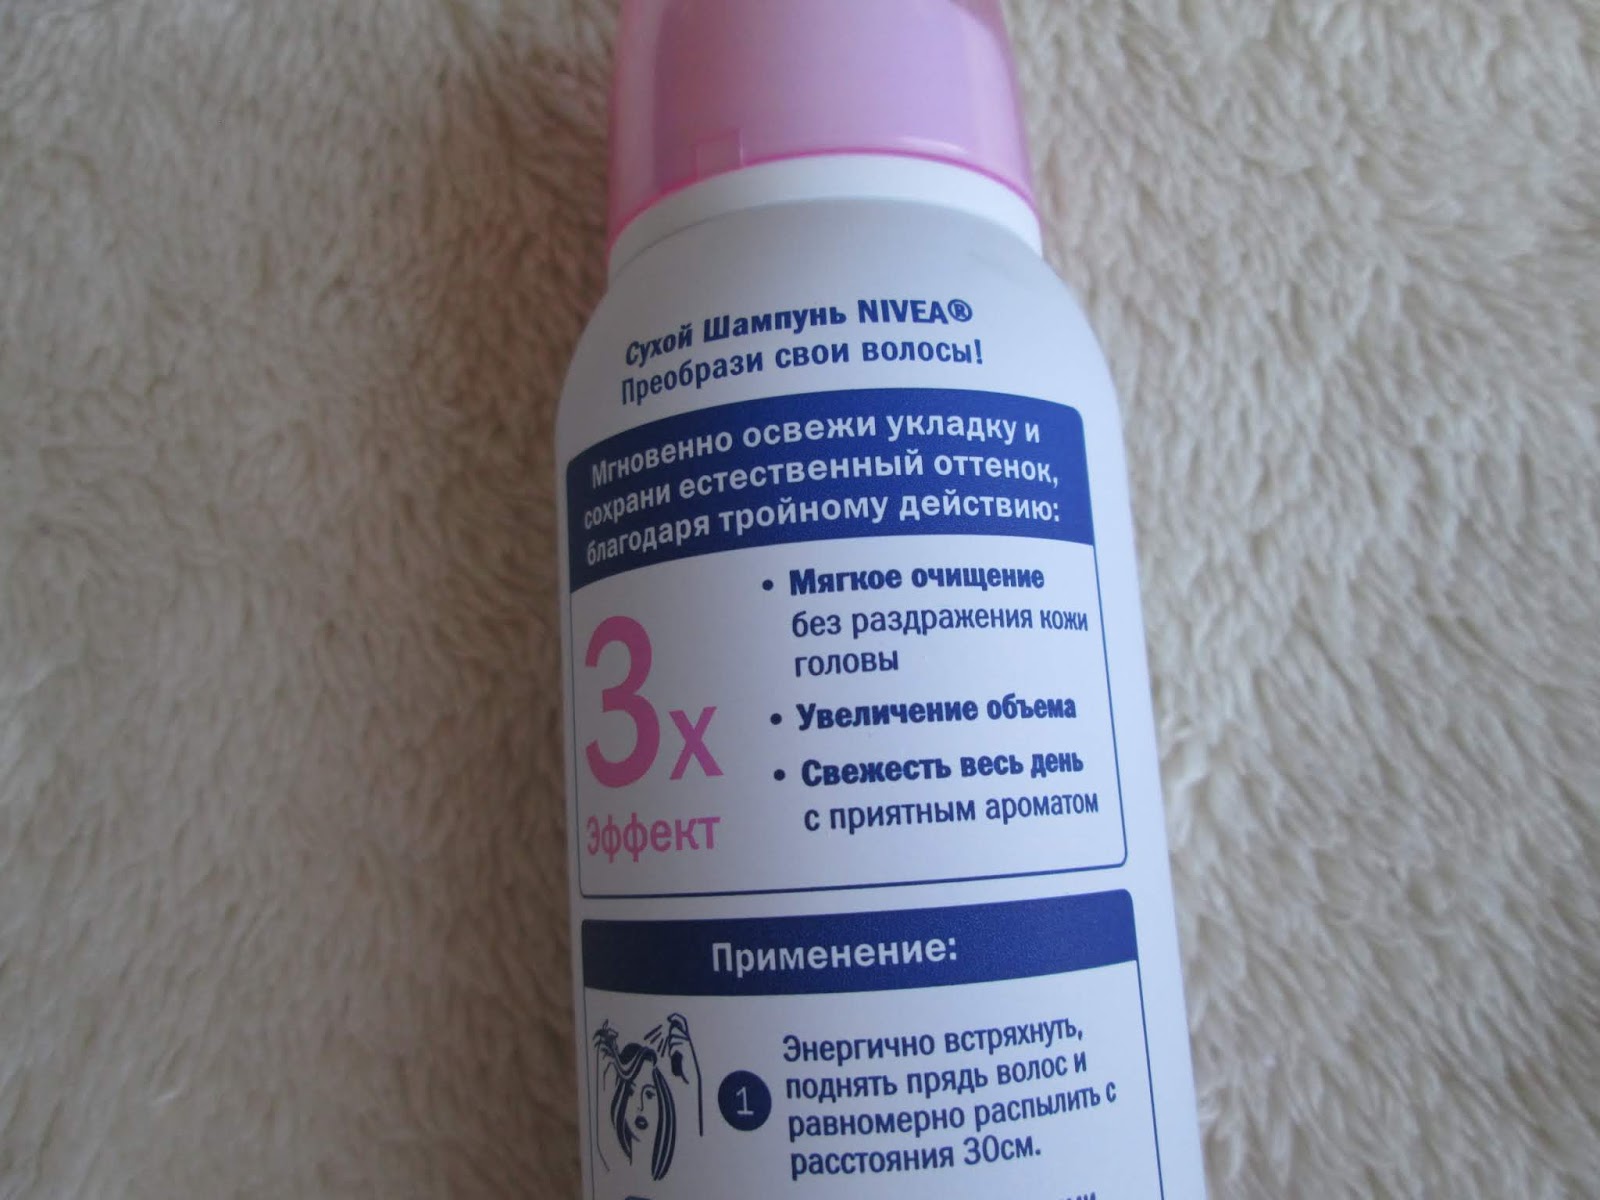 Сухой Шампунь NIVEA®
Преобрази свои волосы!
Мгновенно освежи укладку и
сохрани естественный оттенок,
благодаря тройному действию:
3x
эффект
• Мягкое очищение
без раздражения кожи
головы
• Увеличение объема
• Свежесть весь день
с приятным ароматом
Применение:
1
Энергично встряхнуть,
поднять прядь волос и
равномерно распылить с
расстояния 30см.